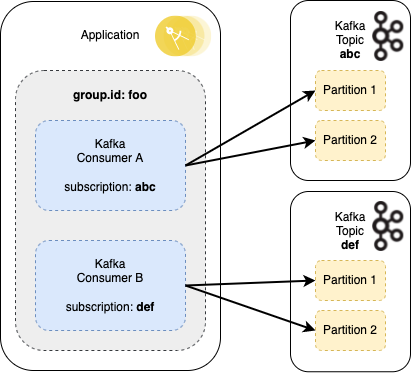 Application
group.id: foo
Kafka
Consumer A
subscription: abc
Kafka
Consumer B
subscription: def
Kafka
Topic
abc
Partition 1
Partition 2
Kafka
Topic
def
Partition 1
Partition 2